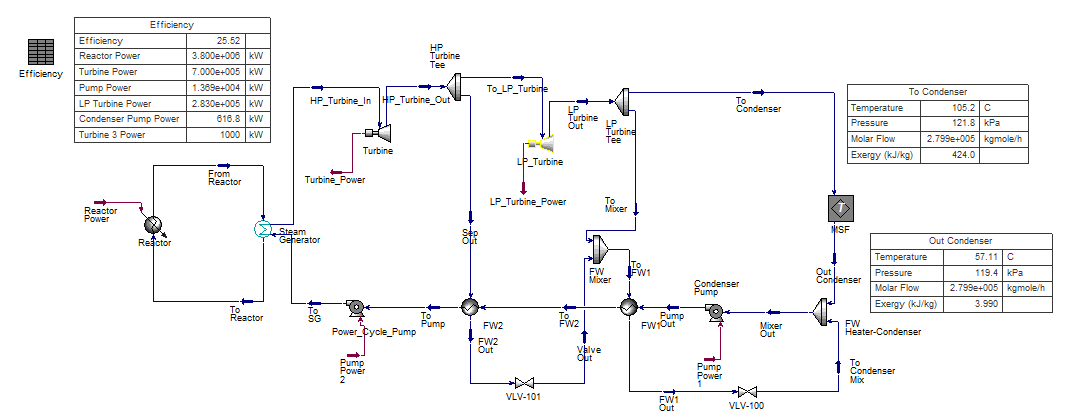 Efficiency
Efficiency 25.52
Reactor Power 3.800e+006 kW
Turbine Power 7.000e+005 kW
Pump Power 1.369e+004 kW
LP Turbine Power 2.830e+005 kW
Condenser Pump Power 616.8 kW
Turbine 3 Power 1000 kW
Efficiency
HP
Turbine
Tee
To_LP_Turbine
HP_Turbine_In
HP_Turbine_Out
Turbine
Turbine_Power
LP
Turbine
Out
LP
Turbine
Tee
LP_Turbine
LP_Turbine_Power
To
Condenser
To Condenser
Temperature 105.2 C
Pressure 121.8 kPa
Molar Flow 2.799e+005 kgmole/h
Exergy (kJ/kg) 424.0
From
Reactor
Reactor
Power
Reactor
Steam
Generator
To
Reactor
Sep
Out
To
Mixer
FW
Mixer
To
FW1
MSF
Out
Condenser
Out Condenser
Temperature 57.11 C
Pressure 119.4 kPa
Molar Flow 2.799e+005 kgmole/h
Exergy (kJ/kg) 3.990
To
SG
Power_Cycle_Pump
Pump
Power
2
To
Pump
FW2
FW2
Out
To
FW2
Valve
Out
VLV-101
FW1
Pump
Out
Condenser
Pump
Pump
Power
1
Mixer
Out
FW
Heater-Condenser
To
Condenser
Mix
FW1
Out
VLV-100